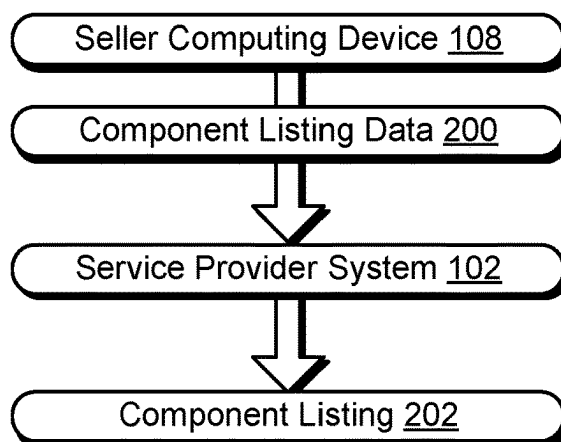 Seller Computing Device 108
Component Listing Data 200
Service Provider System 102
Component Listing 202